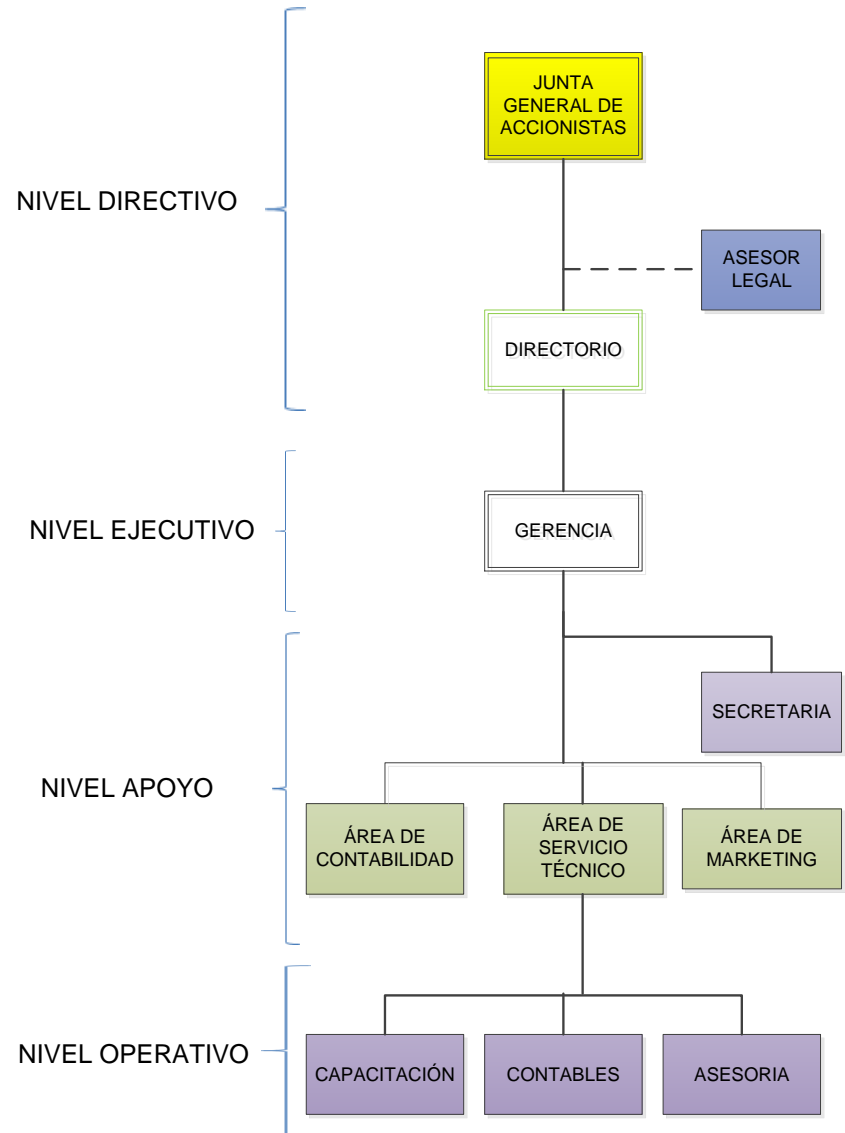 JUNTA
GENERAL DE
ACCIONISTAS
NIVEL DIRECTIVO
ASESOR
LEGAL
DIRECTORIO
NIVEL EJECUTIVO
GERENCIA
SECRETARIA
NIVEL APOYO
ÁREA DE
CONTABILIDAD
ÁREA DE
SERVICIO
TÉCNICO
ÁREA DE
MARKETING
NIVEL OPERATIVO
CAPACITACIÓN
CONTABLES
ASESORIA